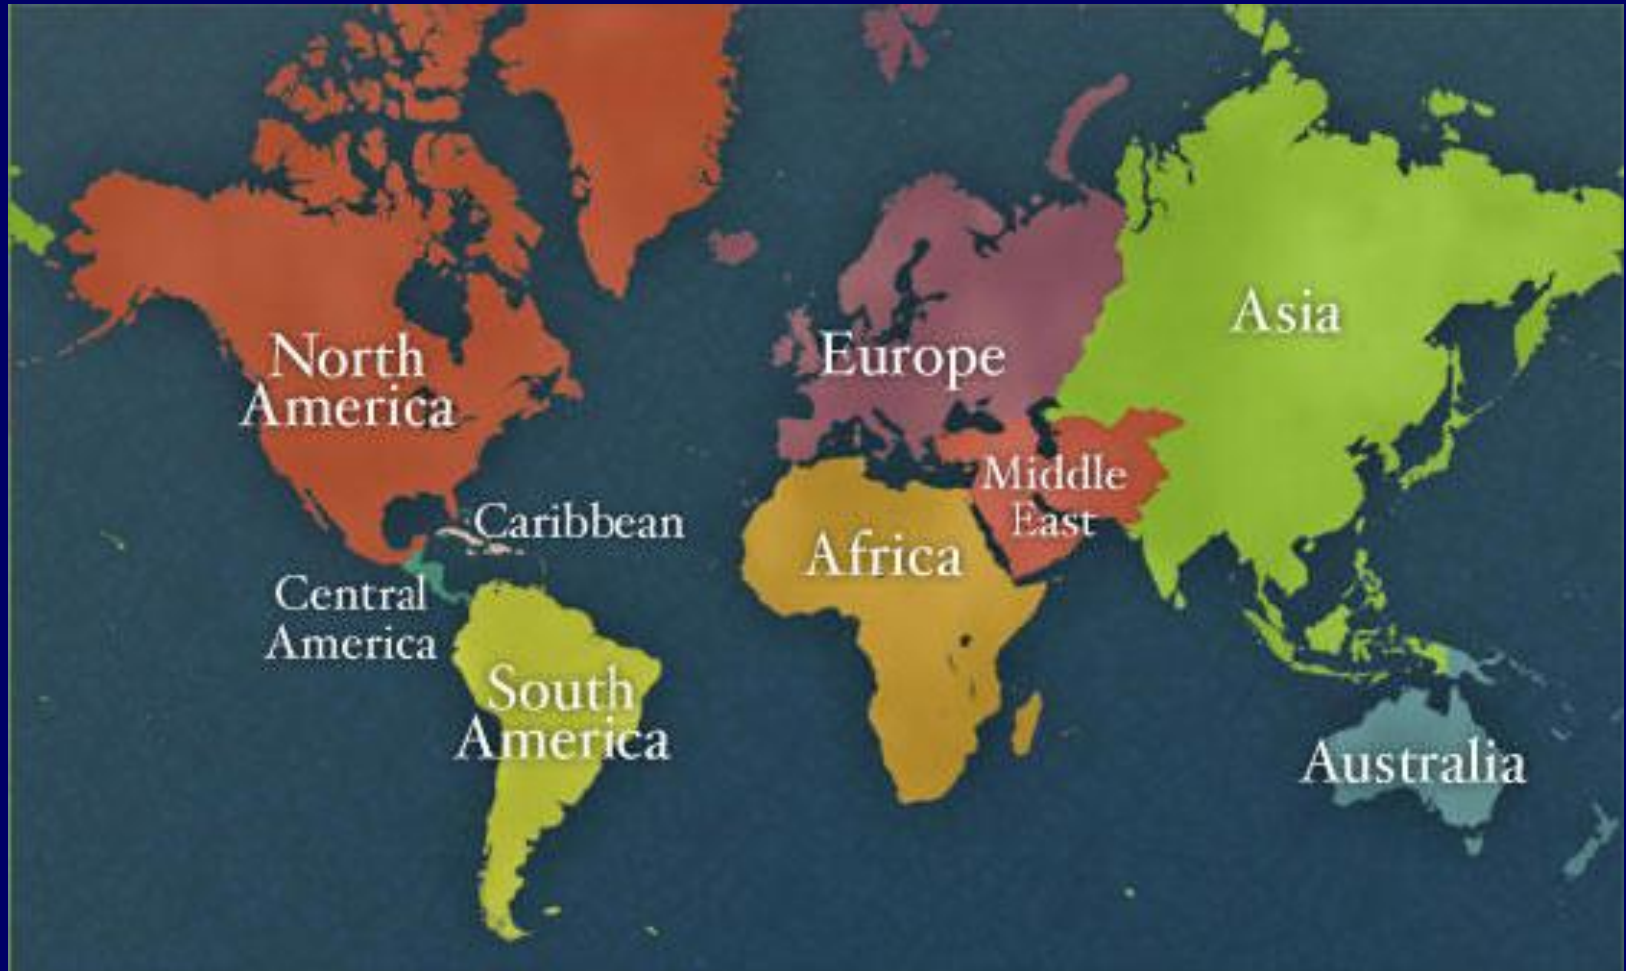 North
America
Europe
Asia
Middle
East
Caribbean
Africa
Central
America
South
America
Australia